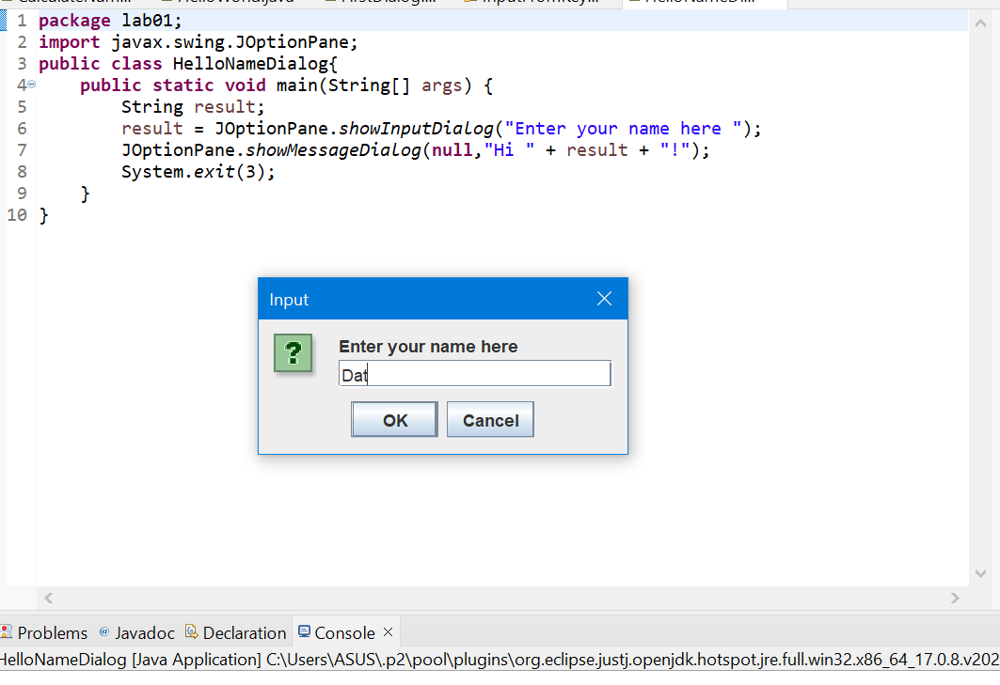 1 package lab01;
2 import javax.swing.JOptionPane;
3 public class HelloNameDialog{
4 public static void main(String[] args) {
5 String result;
6 result = JOptionPane.showInputDialog("Enter your name here ");
7 JOptionPane.showMessageDialog(null,"Hi " + result + "!");
8 System.exit(3);
9 }
10 }
Input
?
Enter your name here
Dat
OK Cancel
Problems @ Javadoc Declaration Console
HelloNameDialog [Java Application] C:\Users\ASUS\.p2\pool\plugins\org.eclipse.justj.openjdk.hotspot.jre.full.win32.x86_64_17.0.8.v202